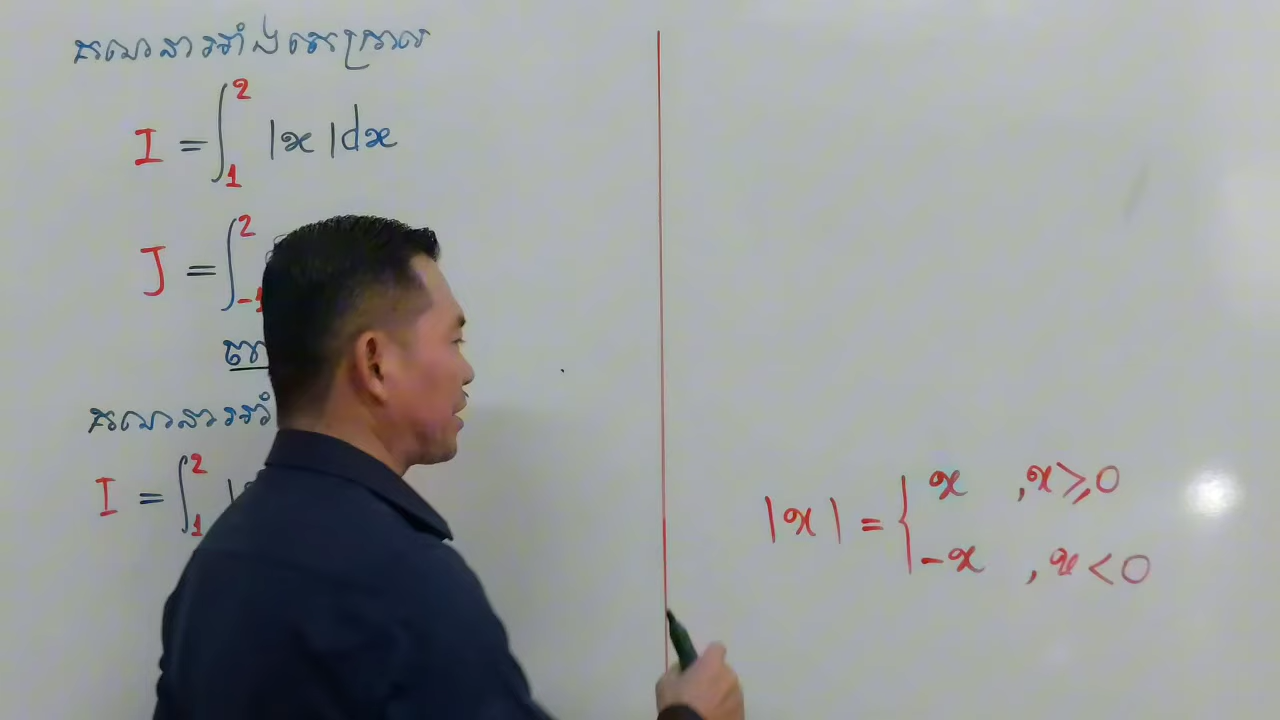 គណនាអាំងតេក្រាល
I = ∫₁² |x|dx
J = ∫₋₁²
គណនាអាំ
I = ∫₁² |
|x| = { x , x ≥ 0
-x , x < 0